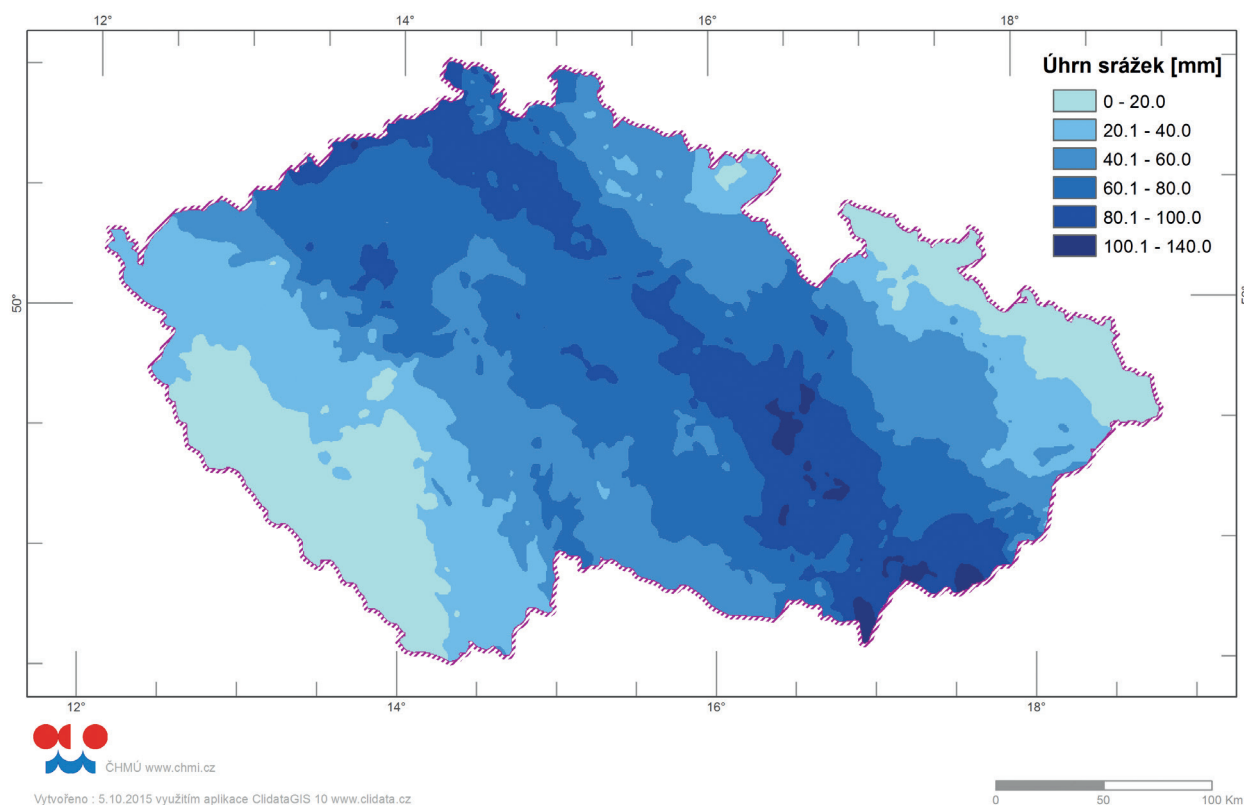 12° 14° 16° 18°
Úhrn srážek [mm]
0 - 20.0
20.1 - 40.0
40.1 - 60.0
60.1 - 80.0
80.1 - 100.0
100.1 - 140.0
50°
12° 14° 16° 18°
ČHMÚ www.chmi.cz
Vytvořeno : 5.10.2015 využitím aplikace ClidataGIS 10 www.clidata.cz
0 50 100 Km